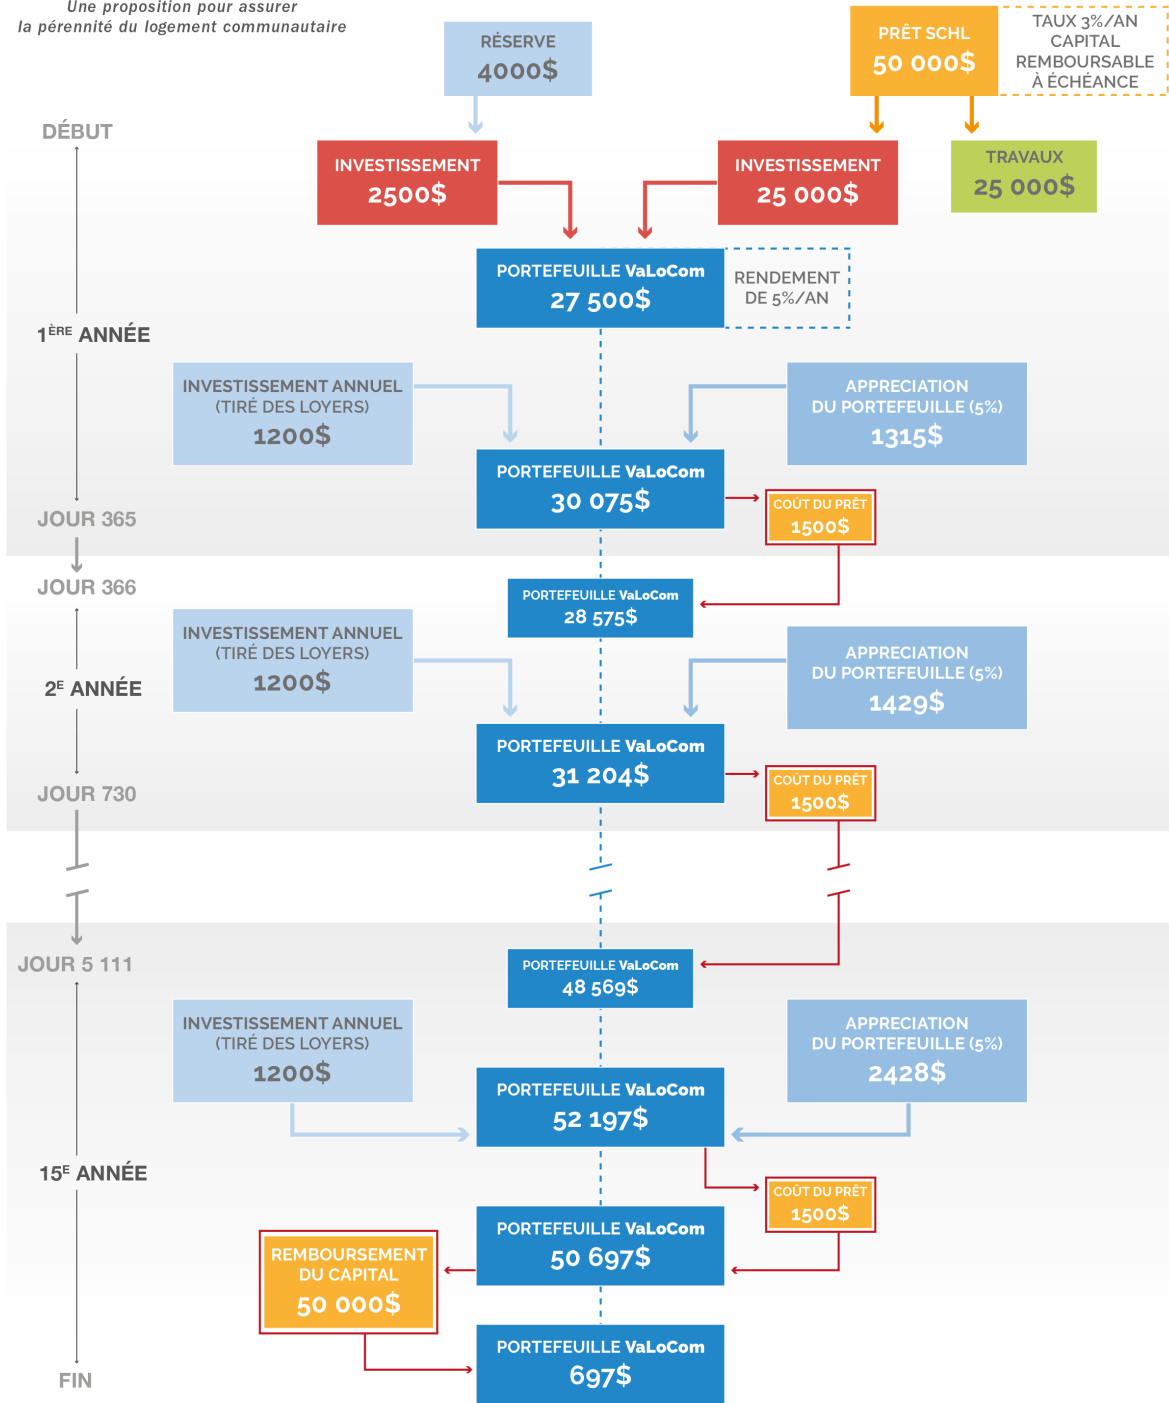 Une proposition pour assurer
la pérennité du logement communautaire
RÉSERVE
4000$
PRÊT SCHL
50 000$
TAUX 3%/AN
CAPITAL
REMBOURSABLE
À ÉCHÉANCE
DÉBUT
INVESTISSEMENT
2500$
INVESTISSEMENT
25 000$
TRAVAUX
25 000$
PORTEFEUILLE VaLoCom
27 500$
RENDEMENT
DE 5%/AN
1ÈRE ANNÉE
INVESTISSEMENT ANNUEL
(TIRÉ DES LOYERS)
1200$
APPRECIATION
DU PORTEFEUILLE (5%)
1315$
PORTEFEUILLE VaLoCom
30 075$
COÛT DU PRÊT
1500$
JOUR 365
JOUR 366
PORTEFEUILLE VaLoCom
28 575$
INVESTISSEMENT ANNUEL
(TIRÉ DES LOYERS)
1200$
APPRECIATION
DU PORTEFEUILLE (5%)
1429$
2E ANNÉE
PORTEFEUILLE VaLoCom
31 204$
COÛT DU PRÊT
1500$
JOUR 730
JOUR 5 111
PORTEFEUILLE VaLoCom
48 569$
INVESTISSEMENT ANNUEL
(TIRÉ DES LOYERS)
1200$
APPRECIATION
DU PORTEFEUILLE (5%)
2428$
PORTEFEUILLE VaLoCom
52 197$
15E ANNÉE
COÛT DU PRÊT
1500$
PORTEFEUILLE VaLoCom
50 697$
REMBOURSEMENT
DU CAPITAL
50 000$
PORTEFEUILLE VaLoCom
697$
FIN